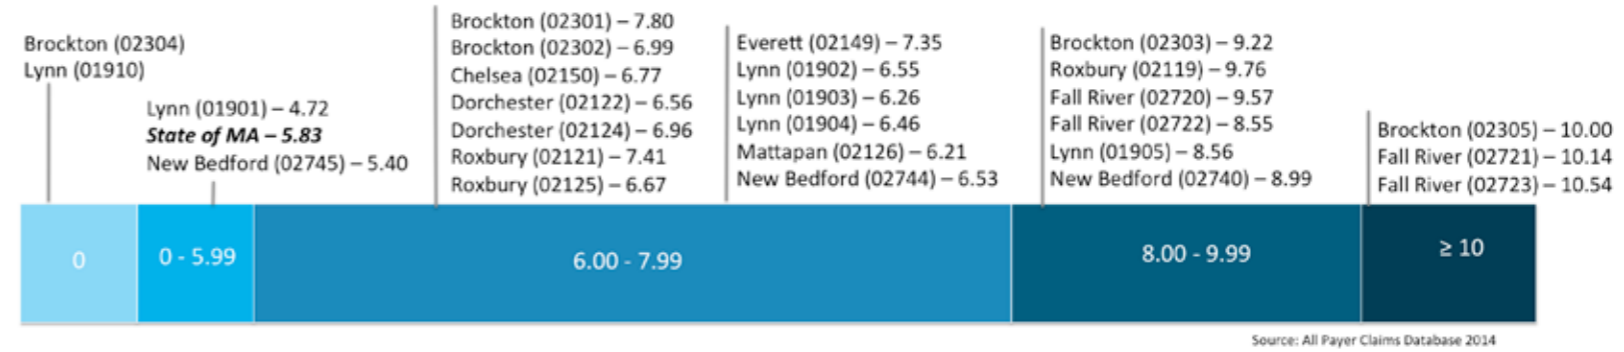 Brockton (02304)
Lynn (01910)
Lynn (01901) – 4.72
State of MA – 5.83
New Bedford (02745) – 5.40
Brockton (02301) – 7.80
Brockton (02302) – 6.99
Chelsea (02150) – 6.77
Dorchester (02122) – 6.56
Dorchester (02124) – 6.96
Roxbury (02121) – 7.41
Roxbury (02125) – 6.67
Everett (02149) – 7.35
Lynn (01902) – 6.55
Lynn (01903) – 6.26
Lynn (01904) – 6.46
Mattapan (02126) – 6.21
New Bedford (02744) – 6.53
Brockton (02303) – 9.22
Roxbury (02119) – 9.76
Fall River (02720) – 9.57
Fall River (02722) – 8.55
Lynn (01905) – 8.56
New Bedford (02740) – 8.99
Brockton (02305) – 10.00
Fall River (02721) – 10.14
Fall River (02723) – 10.54
0
0 - 5.99
6.00 - 7.99
8.00 - 9.99
≥ 10
Source: All Payer Claims Database 2014